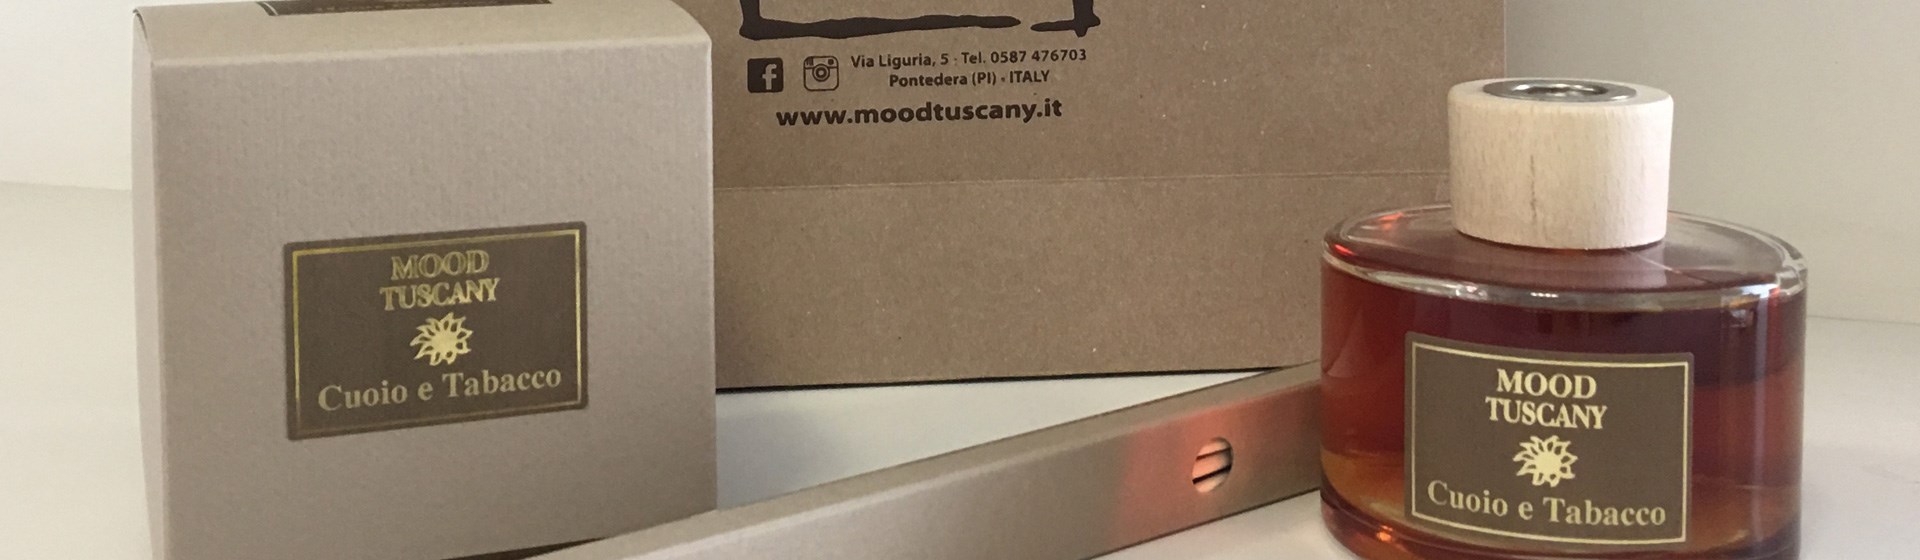 MOOD
TUSCANY
Cuoio e Tabacco
Via Liguria, 5 - Tel. 0587 476703
Pontedera (PI) - ITALY
www.moodtuscany.it
MOOD
TUSCANY
Cuoio e Tabacco